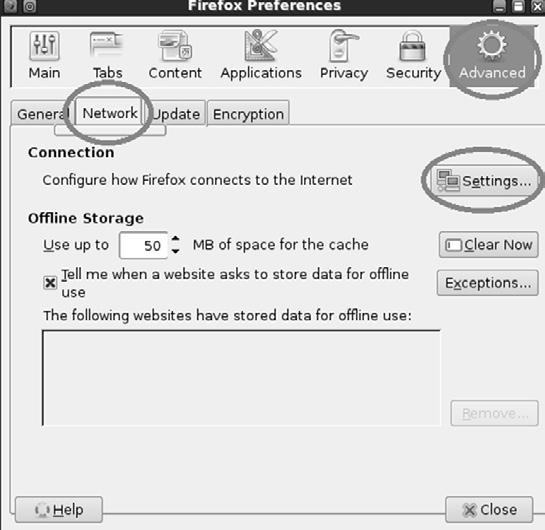 Firefox Preferences
Main Tabs Content Applications Privacy Security Advanced
General Network Update Encryption
Connection
Configure how Firefox connects to the Internet Settings...
Offline Storage
Use up to 50 MB of space for the cache Clear Now
Tell me when a website asks to store data for offline
use
Exceptions...
The following websites have stored data for offline use:
Remove...
Help Close